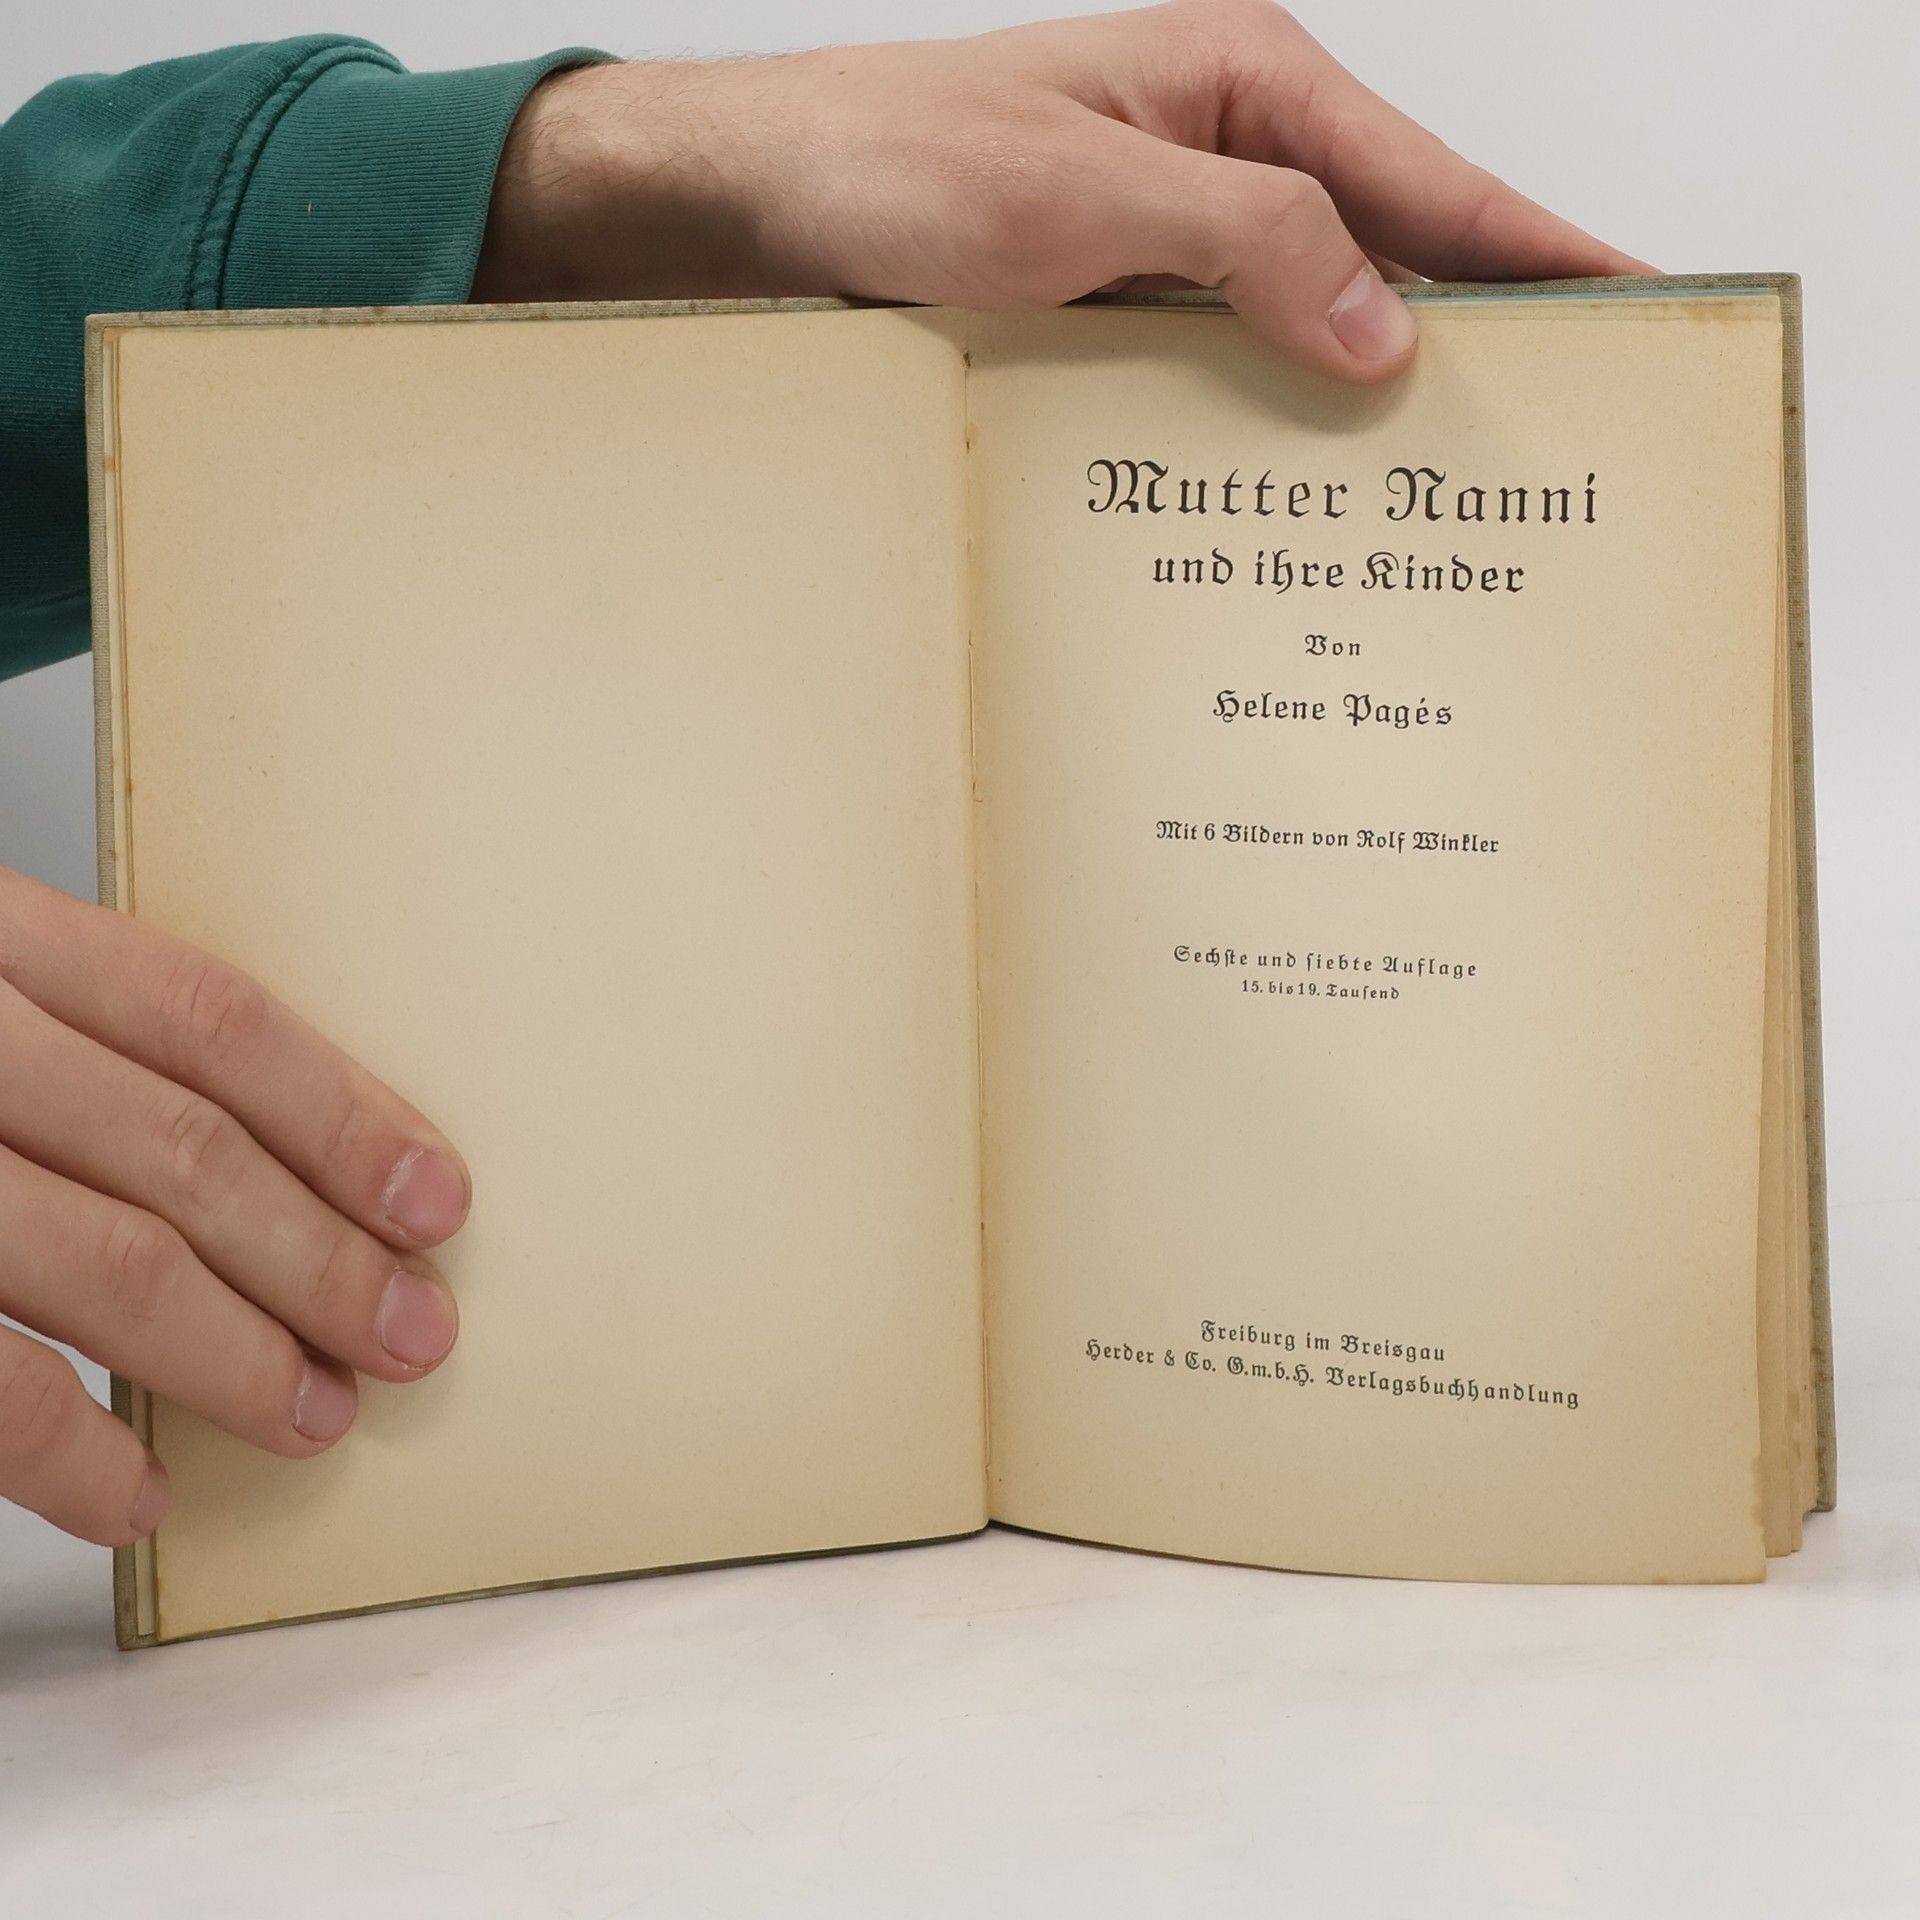 Mutter Nanni
und ihre Kinder
Von
Helene Pagés
Mit 6 Bildern von Rolf Winkler
Sechſte und ſiebte Auflage
15. bis 19. Tauſend
Freiburg im Breisgau
Herder & Co. G.m.b.H. Verlagsbuchhandlung